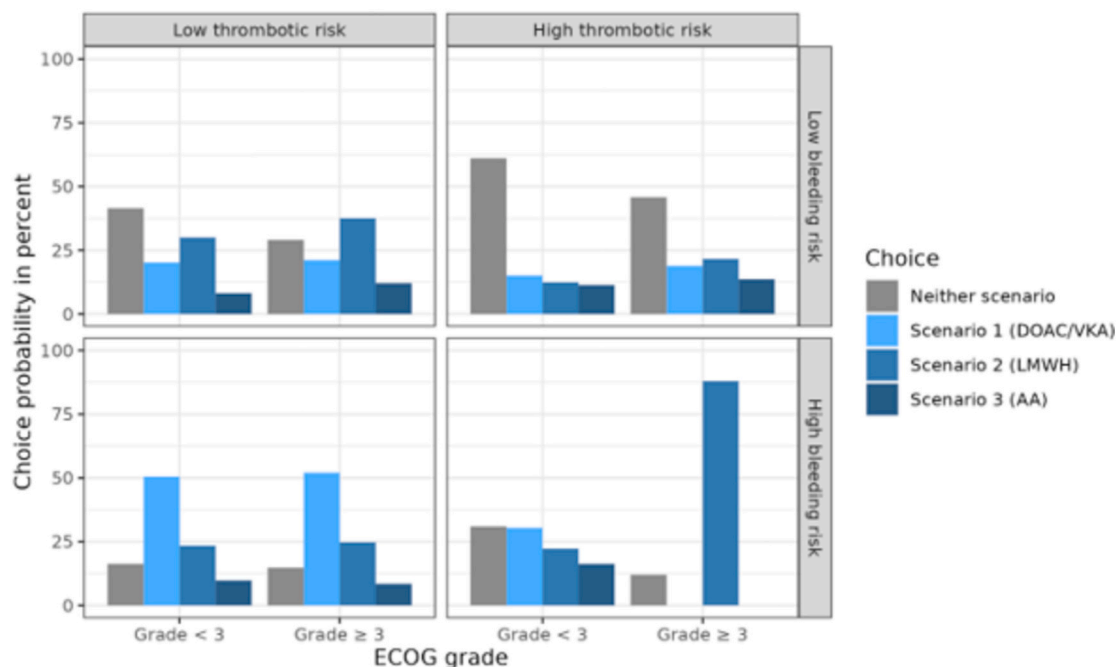 Low thrombotic risk
High thrombotic risk
Choice probability in percent
100
75
50
25
0
Low bleeding risk
100
75
50
25
0
High bleeding risk
Grade < 3
Grade ≥ 3
Grade < 3
Grade ≥ 3
ECOG grade
Choice
Neither scenario
Scenario 1 (DOAC/VKA)
Scenario 2 (LMWH)
Scenario 3 (AA)